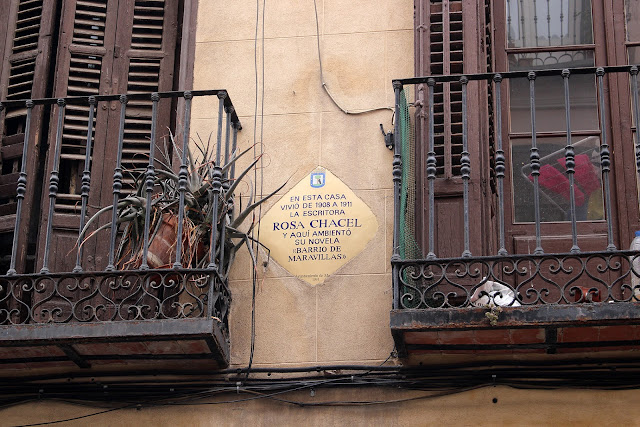 EN ESTA CASA
VIVIÓ DE 1908 A 1911
LA ESCRITORA
ROSA CHACEL
Y AQUÍ AMBIENTÓ
SU NOVELA
«BARRIO DE
MARAVILLAS»